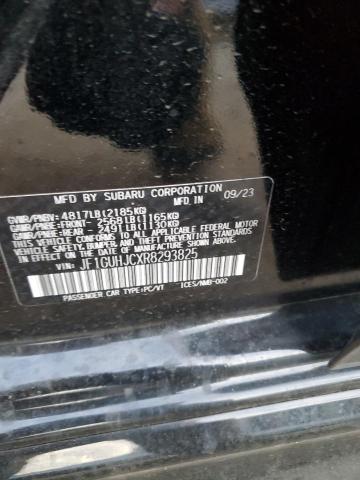 MFD. BY SUBARU CORPORATION
MFD.IN 09/23
GVWR/PNBV: 4817LB(2185KG)
GAWR/PNBE:FRONT- 2568LB(1165KG)
GAWR/PNBE:REAR- 2491LB(1130KG)
THIS VEHICLE CONFORMS TO ALL APPLICABLE FEDERAL MOTOR
VEHICLE SAFETY, BUMPER AND THEFT PREVENTION
STANDARDS IN EFFECT ON THE DATE OF
MANUFACTURE SHOWN ABOVE.
JF1GUHJCXR8293825
PASSENGER CAR TYPE:PC/VT ICES/NMB-002